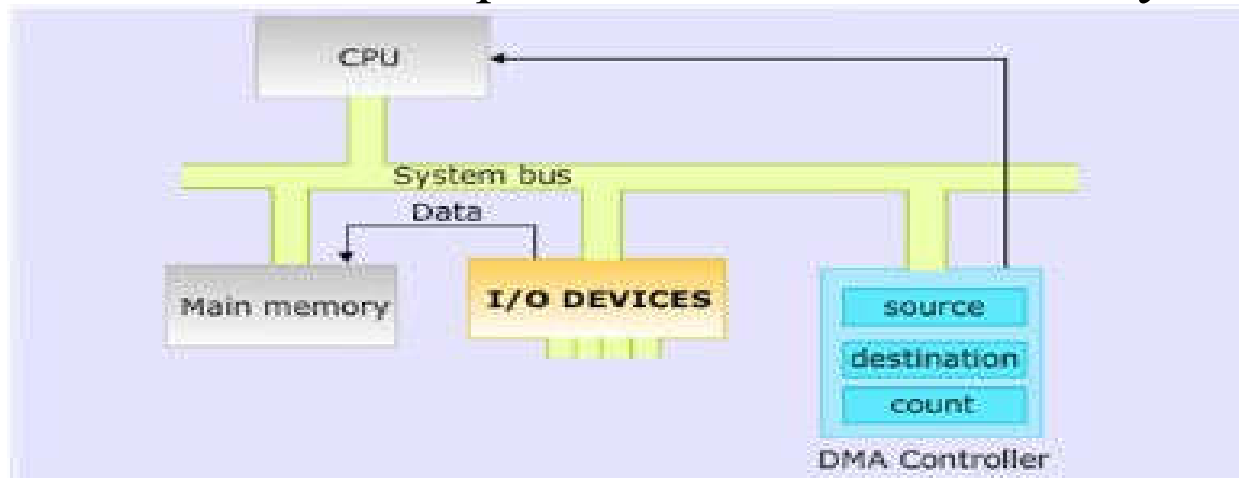 CPU
System bus
Data
Main memory
I/O DEVICES
source
destination
count
DMA Controller